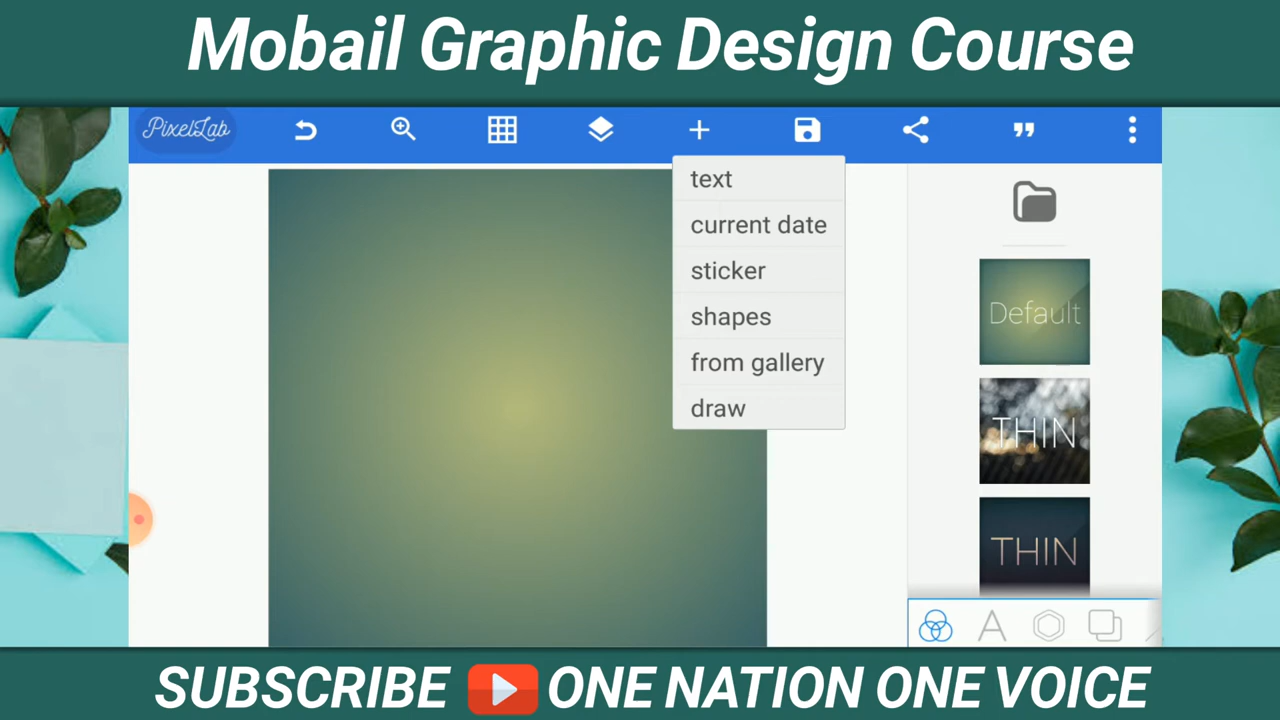 Mobail Graphic Design Course
PixelLab
text
current date
sticker
shapes
from gallery
draw
Default
THIN
THIN
A
SUBSCRIBE ONE NATION ONE VOICE